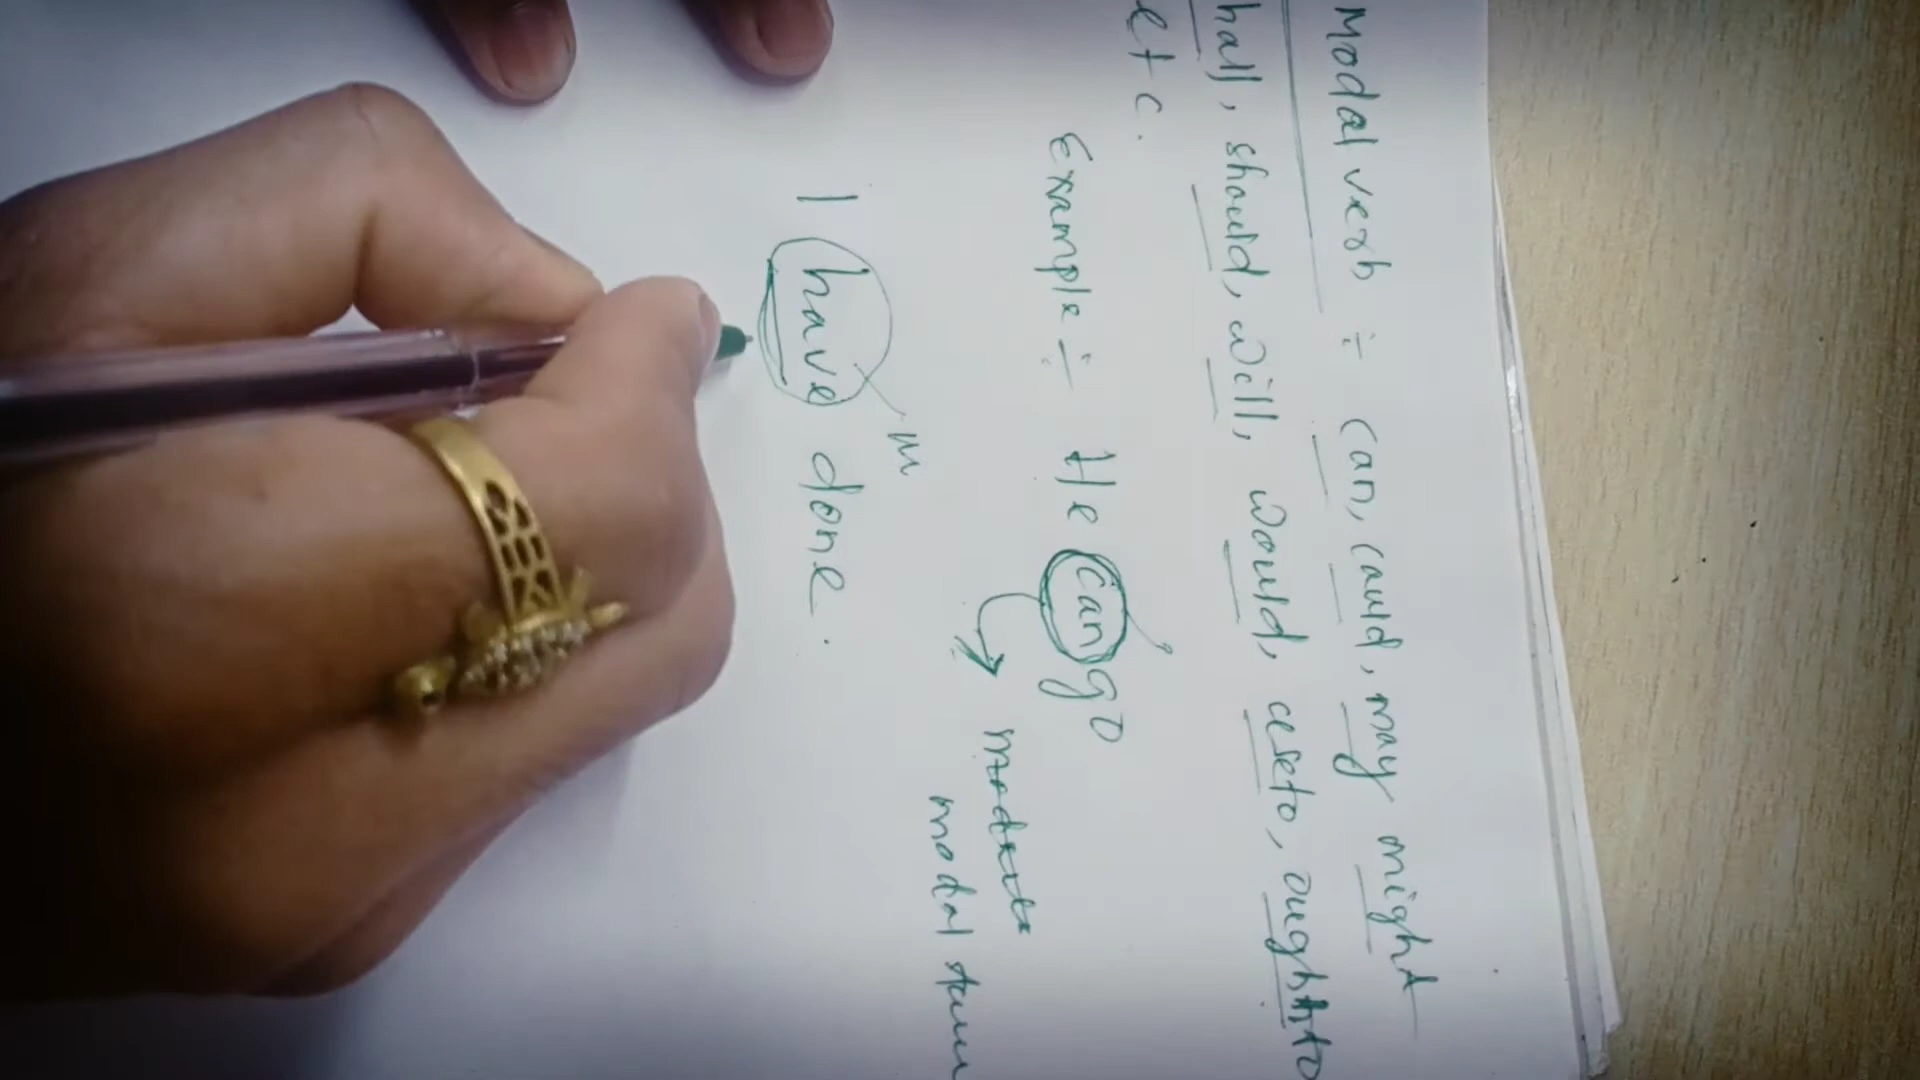 Modal verb ÷ can, could, may might
hall, should, will, would, useto, oughtto
etc.
Example ÷ He can go
modal
I have done.
m